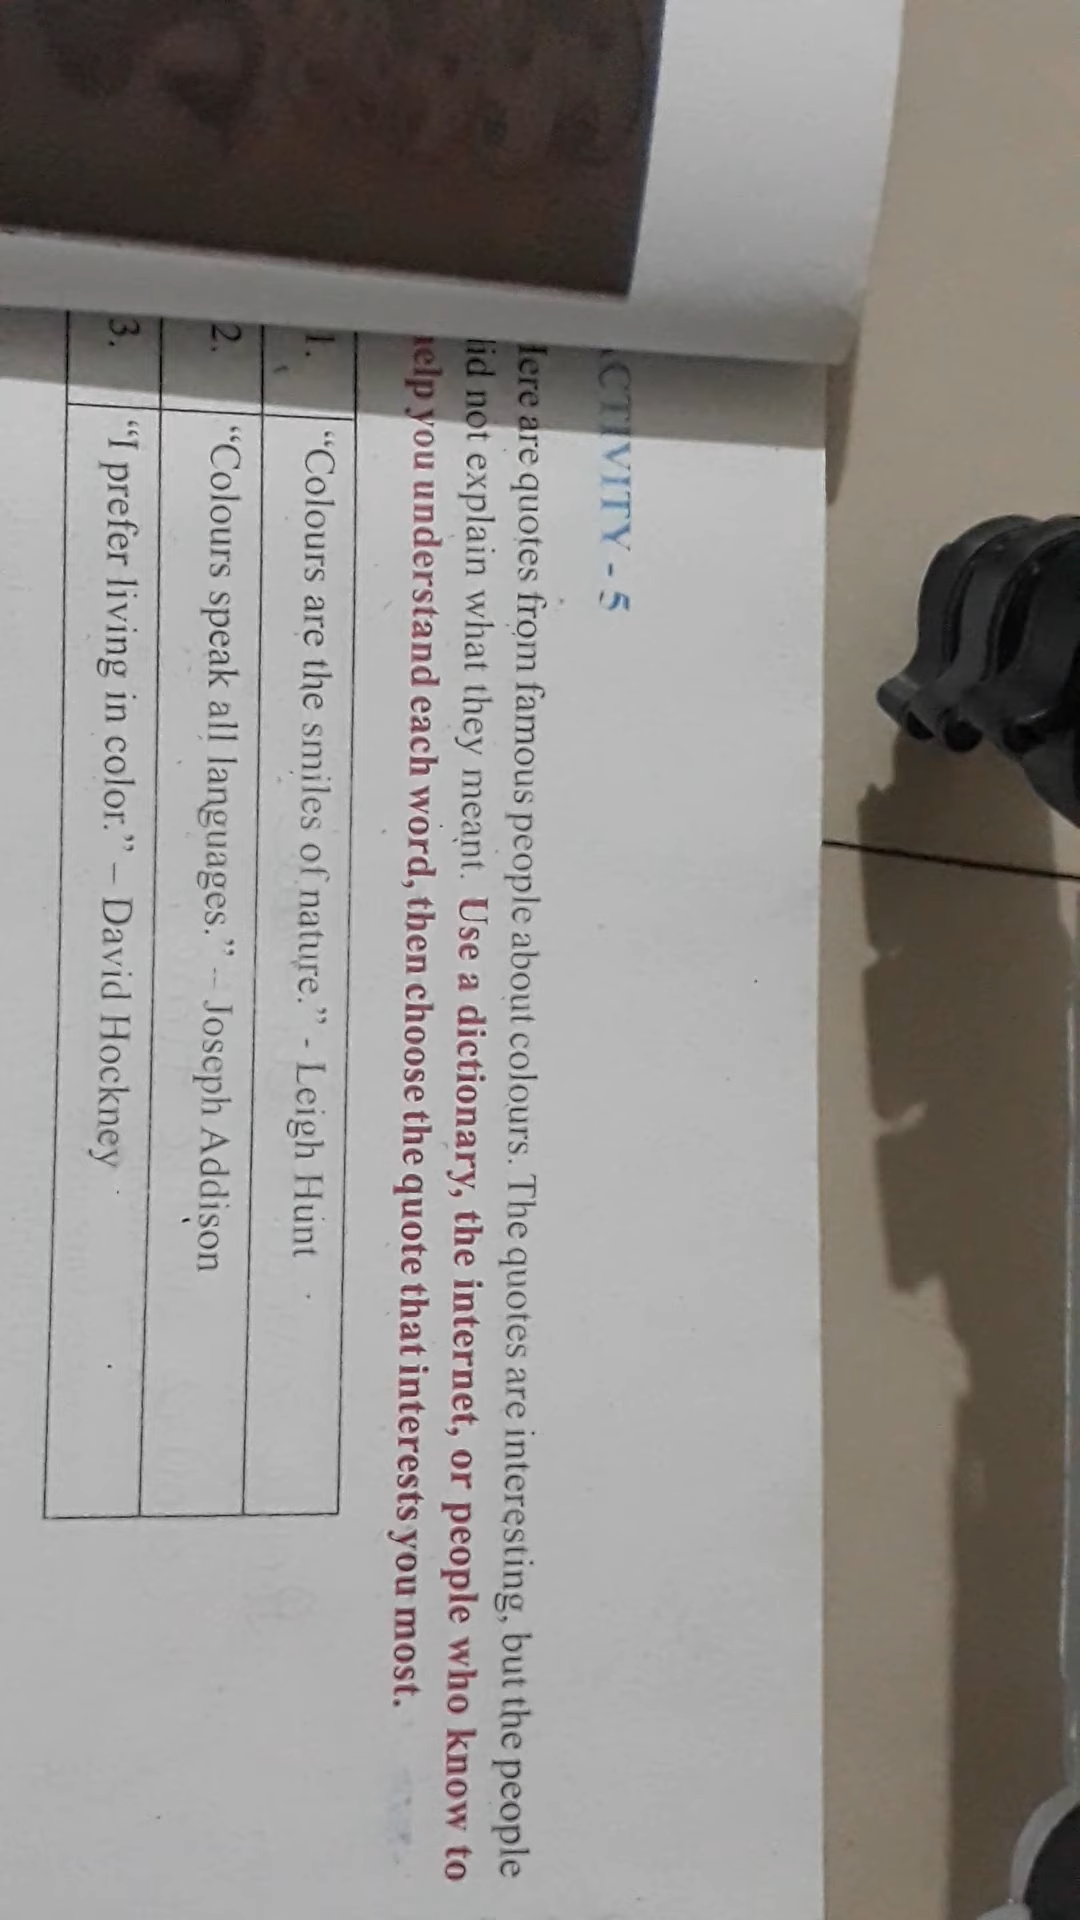 CTIVITY - 5
ere are quotes from famous people about colours. The quotes are interesting, but the people
did not explain what they meant. Use a dictionary, the internet, or people who know to
help you understand each word, then choose the quote that interests you most.
1. "Colours are the smiles of nature." - Leigh Hunt
2. "Colours speak all languages." – Joseph Addison
3. "I prefer living in color." – David Hockney